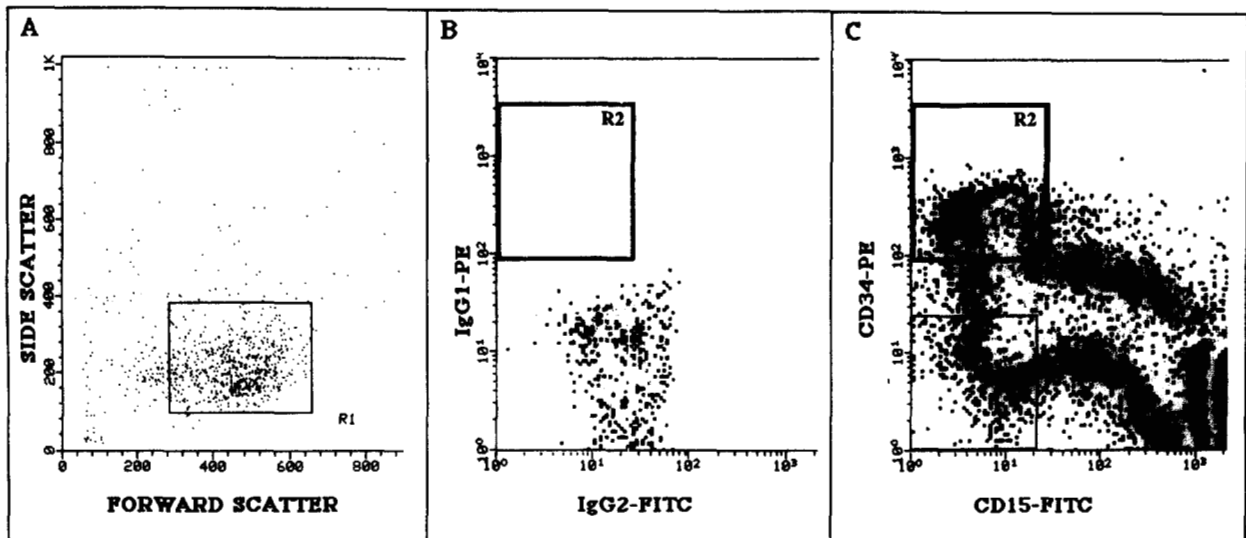 A
SIDE SCATTER
1K
800
600
400
200
0
R1
0 200 400 600 800
FORWARD SCATTER
B
IgG1-PE
10⁴
10³
10²
10¹
10⁰
R2
10⁰ 10¹ 10² 10³
IgG2-FITC
C
CD34-PE
10⁴
10³
10²
10¹
10⁰
R2
10⁰ 10¹ 10² 10³
CD15-FITC